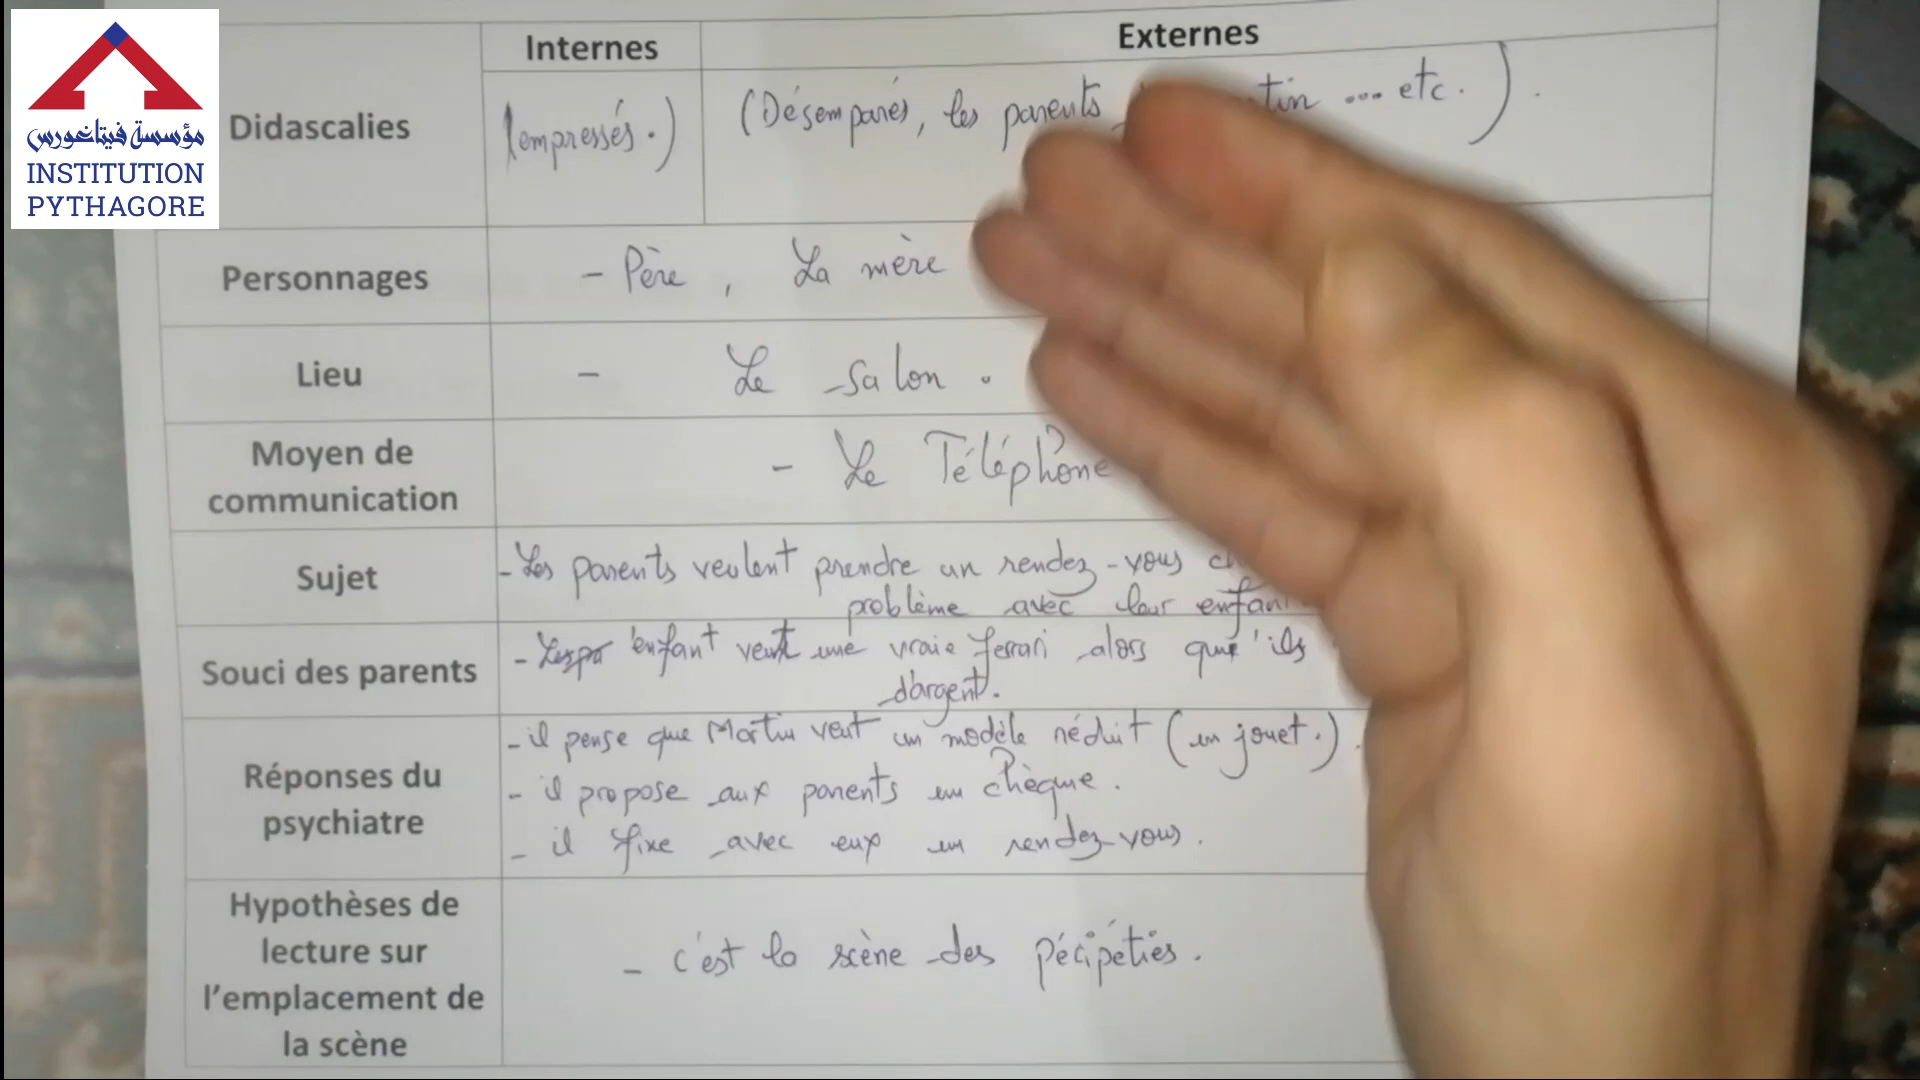 مؤسسة فيتاغورس
INSTITUTION
PYTHAGORE
Didascalies
Internes
Externes
(empressés.)
(Désemparés, les parents ... etc.).
Personnages
- Père, La mère
Lieu
- Le salon.
Moyen de
communication
- Le Téléphone
Sujet
- Les parents veulent prendre un rendez-vous
problème avec leur enfant
Souci des parents
- 'enfant veut une vraie ferrari alors que 'ils
d'argent.
Réponses du
psychiatre
- il pense que Martin veut un modèle réduit (un jouet.).
- il propose aux parents un chèque.
- il fixe avec eux un rendez-vous.
Hypothèses de
lecture sur
l'emplacement de
la scène
- c'est la scène des pécipéties.